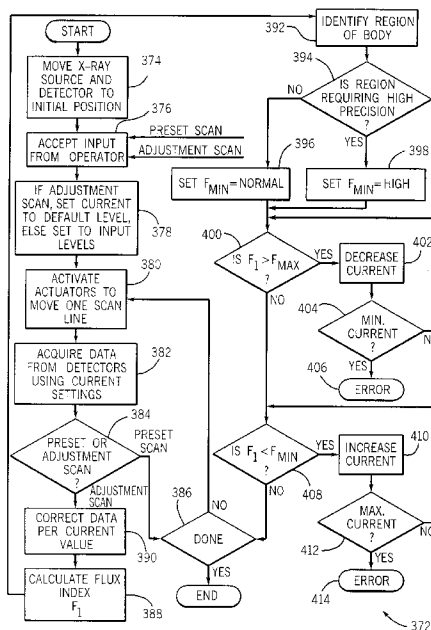 START
MOVE X-RAY
SOURCE AND
DETECTOR TO
INITIAL POSITION
374
376
ACCEPT INPUT
FROM OPERATOR
PRESET SCAN
ADJUSTMENT SCAN
IF ADJUSTMENT
SCAN, SET CURRENT
TO DEFAULT LEVEL,
ELSE SET TO INPUT
LEVELS
378
380
ACTIVATE
ACTUATORS TO
MOVE ONE SCAN
LINE
ACQUIRE DATA
FROM DETECTORS
USING CURRENT
SETTINGS
382
384
PRESET OR
ADJUSTMENT
SCAN
?
PRESET
SCAN
ADJUSTMENT
SCAN
CORRECT DATA
PER CURRENT
VALUE
390
CALCULATE FLUX
INDEX
F1
388
386
NO
DONE
YES
END
IDENTIFY REGION
OF BODY
392
394
IS REGION
REQUIRING HIGH
PRECISION
?
NO
YES
396
398
SET FMIN=NORMAL
SET FMIN=HIGH
400
IS F1>FMAX
?
YES
NO
402
DECREASE
CURRENT
404
MIN.
CURRENT
?
N
YES
406
ERROR
IS F1<FMIN
?
YES
NO
408
INCREASE
CURRENT
410
MAX.
CURRENT
?
NO
412
YES
414
ERROR
372